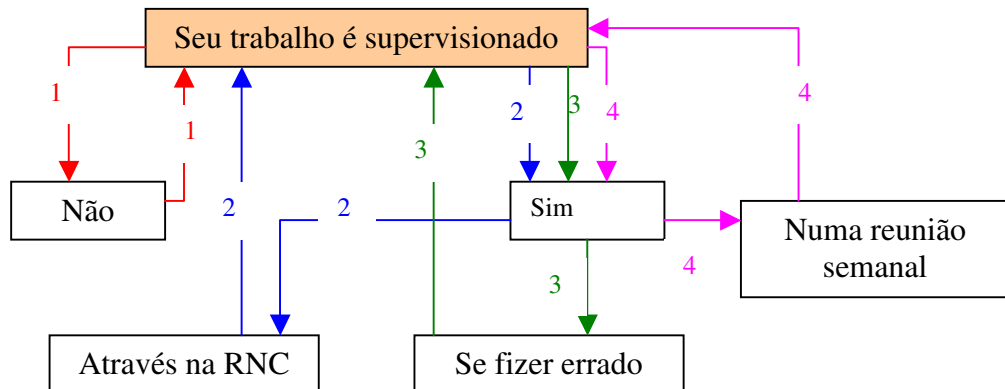 Seu trabalho é supervisionado
1
1
2
3
4
4
3
Não
2
2
Sim
Numa reunião
semanal
4
3
Através na RNC
Se fizer errado